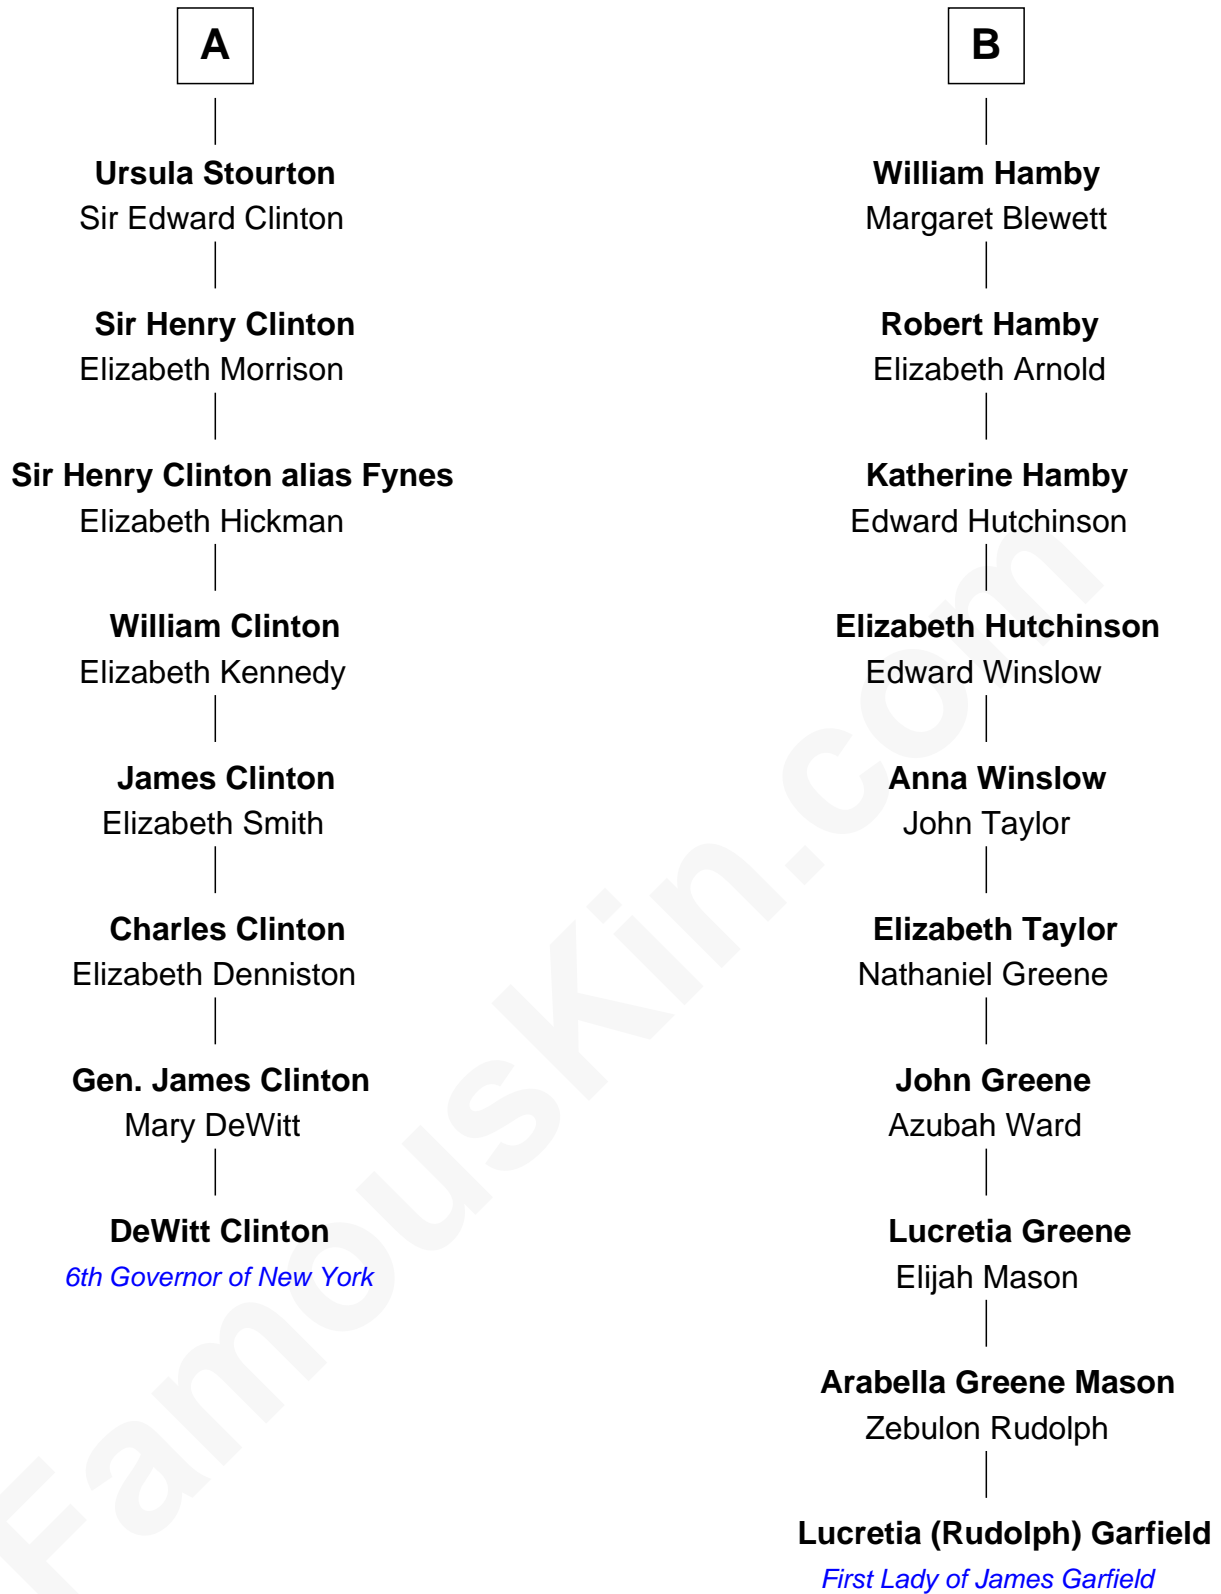 A
Ursula Stourton
Sir Edward Clinton
Sir Henry Clinton
Elizabeth Morrison
Sir Henry Clinton alias Fynes
Elizabeth Hickman
William Clinton
Elizabeth Kennedy
James Clinton
Elizabeth Smith
Charles Clinton
Elizabeth Denniston
Gen. James Clinton
Mary DeWitt
DeWitt Clinton
6th Governor of New York
B
William Hamby
Margaret Blewett
Robert Hamby
Elizabeth Arnold
Katherine Hamby
Edward Hutchinson
Elizabeth Hutchinson
Edward Winslow
Anna Winslow
John Taylor
Elizabeth Taylor
Nathaniel Greene
John Greene
Azubah Ward
Lucretia Greene
Elijah Mason
Arabella Greene Mason
Zebulon Rudolph
Lucretia (Rudolph) Garfield
First Lady of James Garfield
FamousKin.com